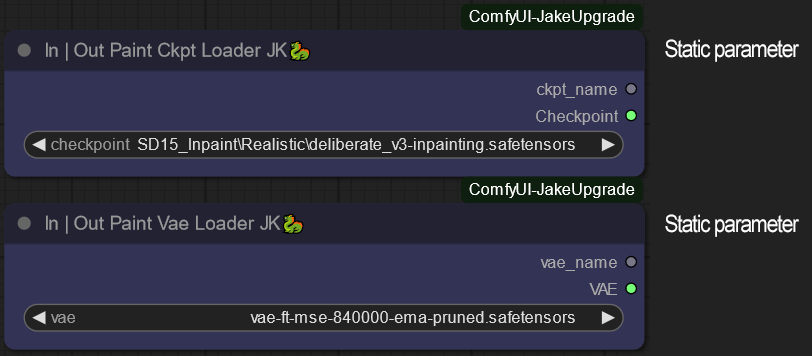 ComfyUI-JakeUpgrade
In | Out Paint Ckpt Loader JK🐉
Static parameter
ckpt_name
Checkpoint
checkpoint SD15_Inpaint\Realistic\deliberate_v3-inpainting.safetensors
ComfyUI-JakeUpgrade
In | Out Paint Vae Loader JK🐉
Static parameter
vae_name
VAE
vae vae-ft-mse-840000-ema-pruned.safetensors